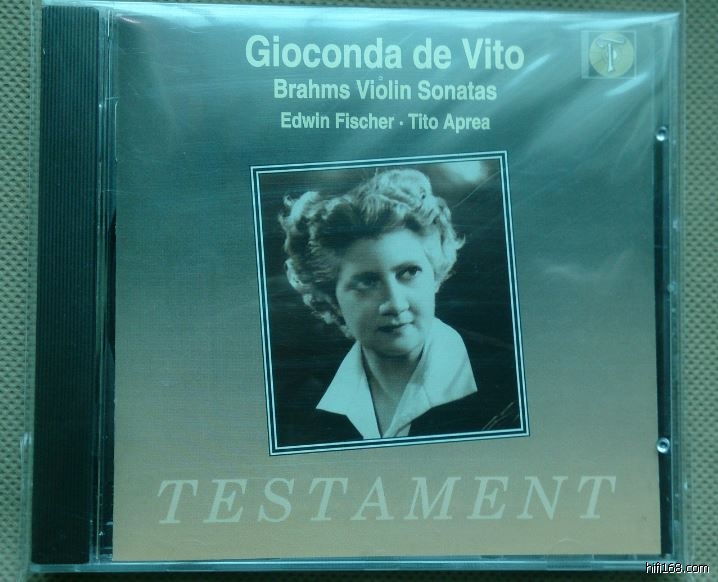 Gioconda de Vito
Brahms Violin Sonatas
Edwin Fischer · Tito Aprea
T
TESTAMENT
hifi168.com